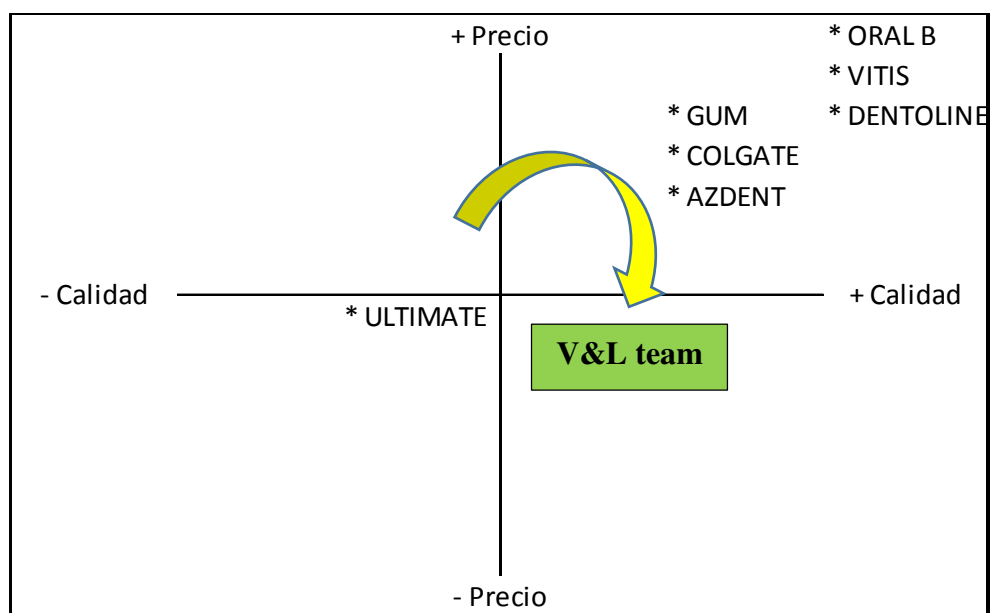 + Precio
* ORAL B
* VITIS
* GUM
* DENTOLINE
* COLGATE
* AZDENT
- Calidad
+ Calidad
* ULTIMATE
V&L team
- Precio